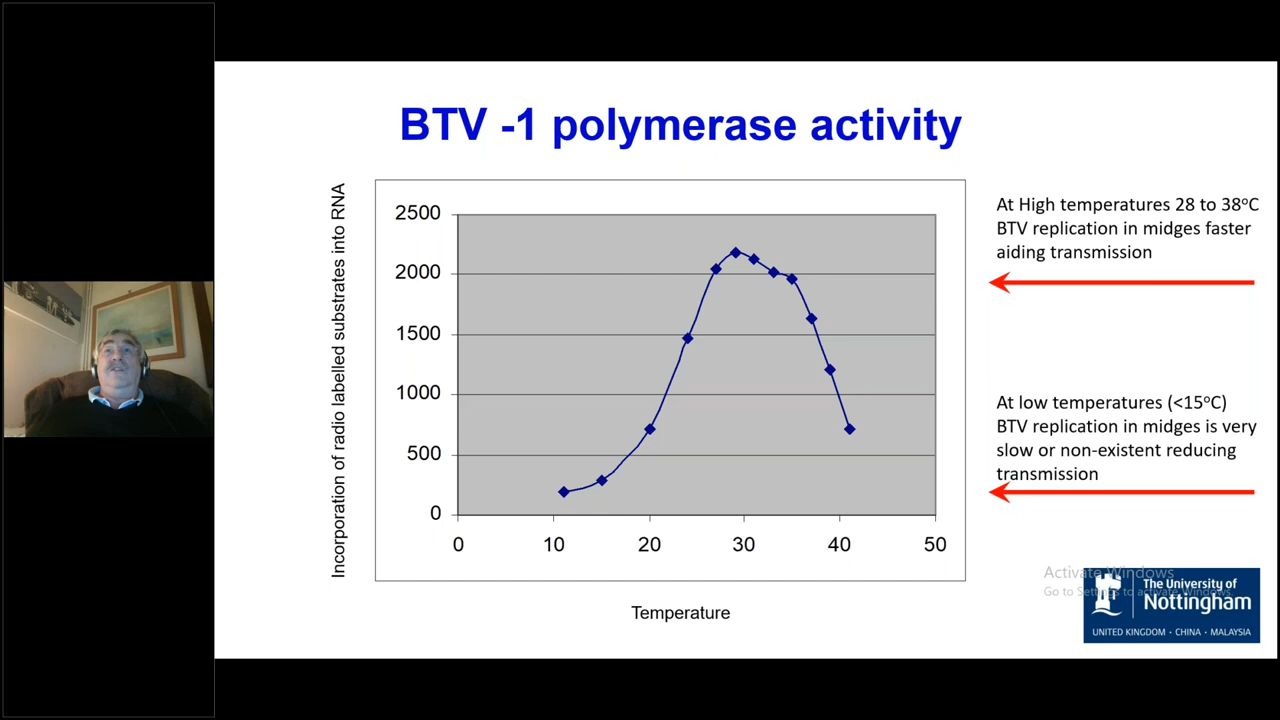 BTV -1 polymerase activity
Incorporation of radio labelled substrates into RNA
2500
2000
1500
1000
500
0
0 10 20 30 40 50
Temperature
At High temperatures 28 to 38ºC
BTV replication in midges faster
aiding transmission
At low temperatures (<15ºC)
BTV replication in midges is very
slow or non-existent reducing
transmission
Activate Windows
Go to Settings to activate Windows.
The University of
Nottingham
UNITED KINGDOM · CHINA · MALAYSIA